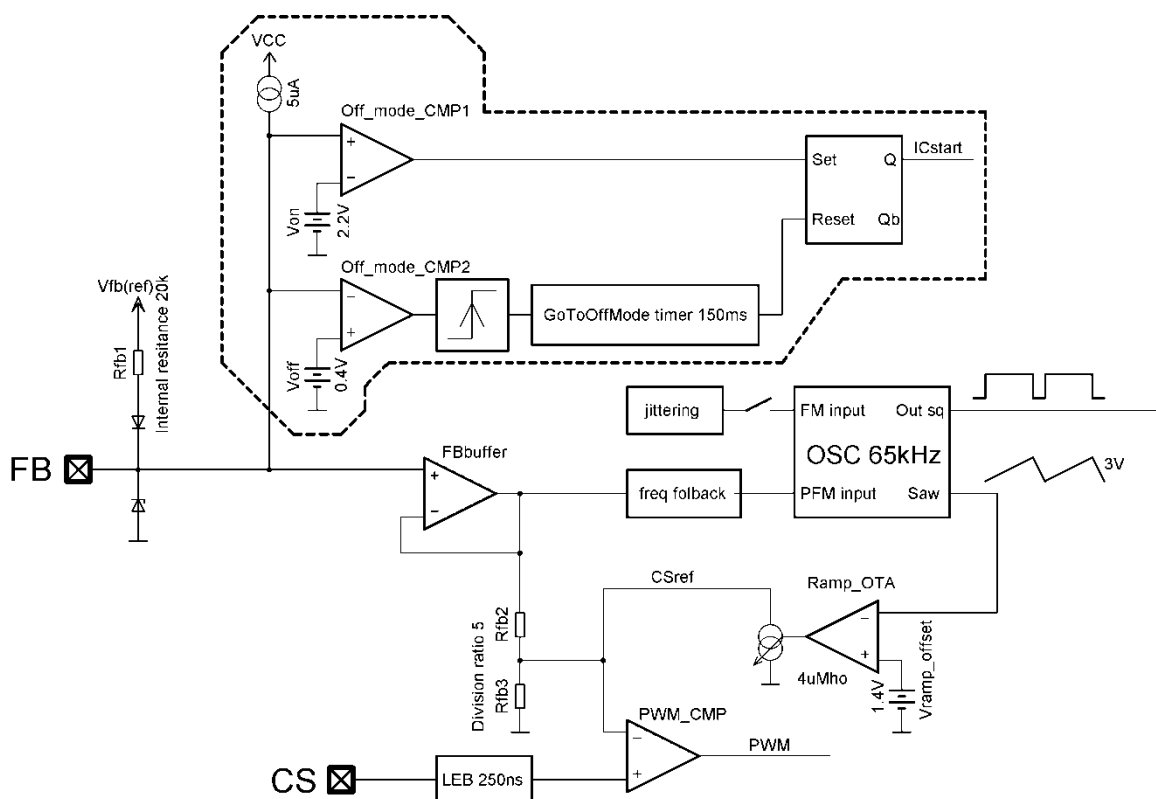 VCC
5uA
Off_mode_CMP1
+
−
Von
2.2V
Set
Q
ICstart
Reset
Qb
Off_mode_CMP2
−
+
Voff
0.4V
GoToOffMode timer 150ms
Vfb(ref)
Rfb1
Internal resitance 20k
FB
FBbuffer
+
−
jittering
FM input
Out sq
OSC 65kHz
freq folback
PFM input
Saw
3V
CSref
Ramp_OTA
−
+
4uMho
1.4V
Vramp_offset
Rfb2
Division ratio 5
Rfb3
PWM_CMP
−
+
PWM
CS
LEB 250ns